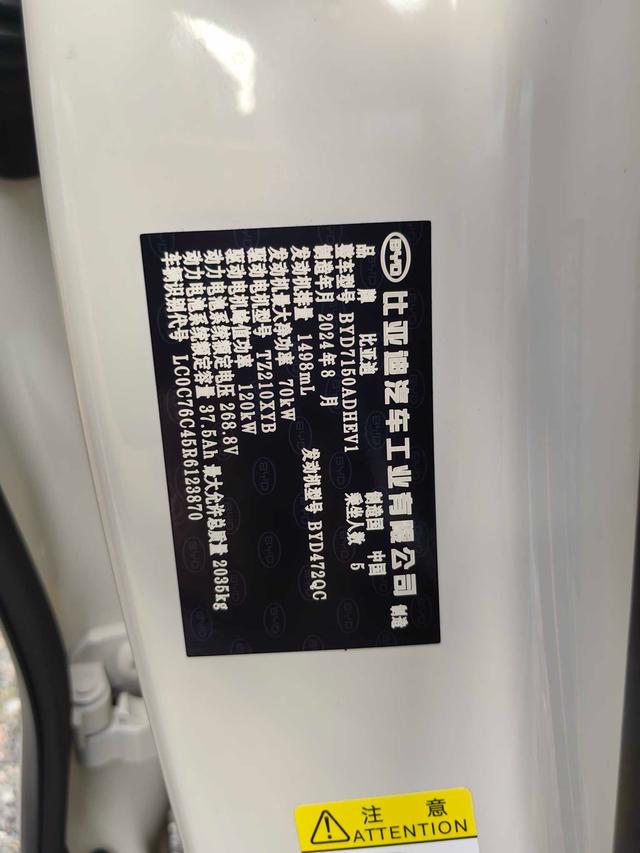 BYD 比亚迪汽车工业有限公司 制造
品牌 比亚迪 制造国 中国
整车型号 BYD7150ADHEV1 乘坐人数 5
制造年月 2024年8月
发动机排量 1498mL 发动机型号 BYD472QC
发动机最大净功率 70kW
驱动电机型号 TZ210XYB
驱动电机峰值功率 120kW
动力电池系统额定电压 268.8V
动力电池系统额定容量 37.5Ah 最大允许总质量 2035kg
车辆识别代号 LC0C76C45R6123870
注意
ATTENTION